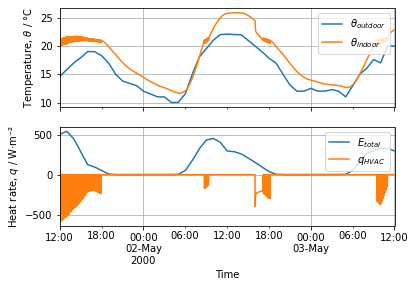 Temperature, θ / °C
25
20
15
10
θoutdoor
θindoor
Heat rate, q / W·m⁻²
500
0
−500
Etotal
qHVAC
12:00 18:00 00:00 06:00 12:00 18:00 00:00 06:00 12:00
02-May 03-May
2000
Time